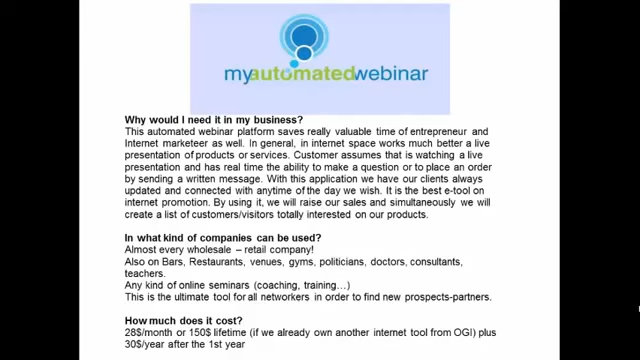 myautomatedwebinar
Why would I need it in my business?
This automated webinar platform saves really valuable time of entrepreneur and
Internet marketeer as well. In general, in internet space works much better a live
presentation of products or services. Customer assumes that is watching a live
presentation and has real time the ability to make a question or to place an order
by sending a written message. With this application we have our clients always
updated and connected with anytime of the day we wish. It is the best e-tool on
internet promotion. By using it, we will raise our sales and simultaneously we will
create a list of customers/visitors totally interested on our products.
In what kind of companies can be used?
Almost every wholesale – retail company!
Also on Bars, Restaurants, venues, gyms, politicians, doctors, consultants,
teachers.
Any kind of online seminars (coaching, training…)
This is the ultimate tool for all networkers in order to find new prospects-partners.
How much does it cost?
28$/month or 150$ lifetime (if we already own another internet tool from OGI) plus
30$/year after the 1st year